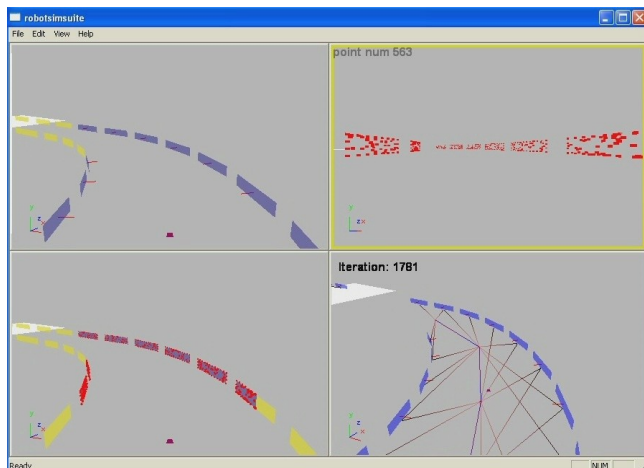 robotsimsuite
File Edit View Help
point num 563
y
z x
y
z x
Iteration: 1781
y
z x
y
z x
Ready
NUM